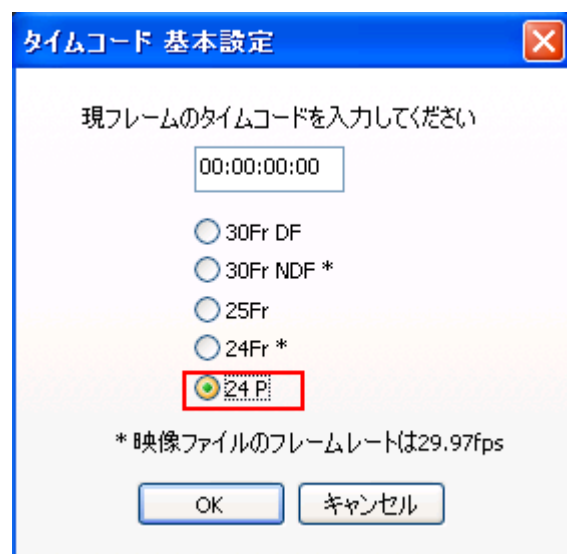 タイムコード 基本設定
現フレームのタイムコードを入力してください
00:00:00:00
30Fr DF
30Fr NDF *
25Fr
24Fr *
24 P
* 映像ファイルのフレームレートは29.97fps
OK キャンセル